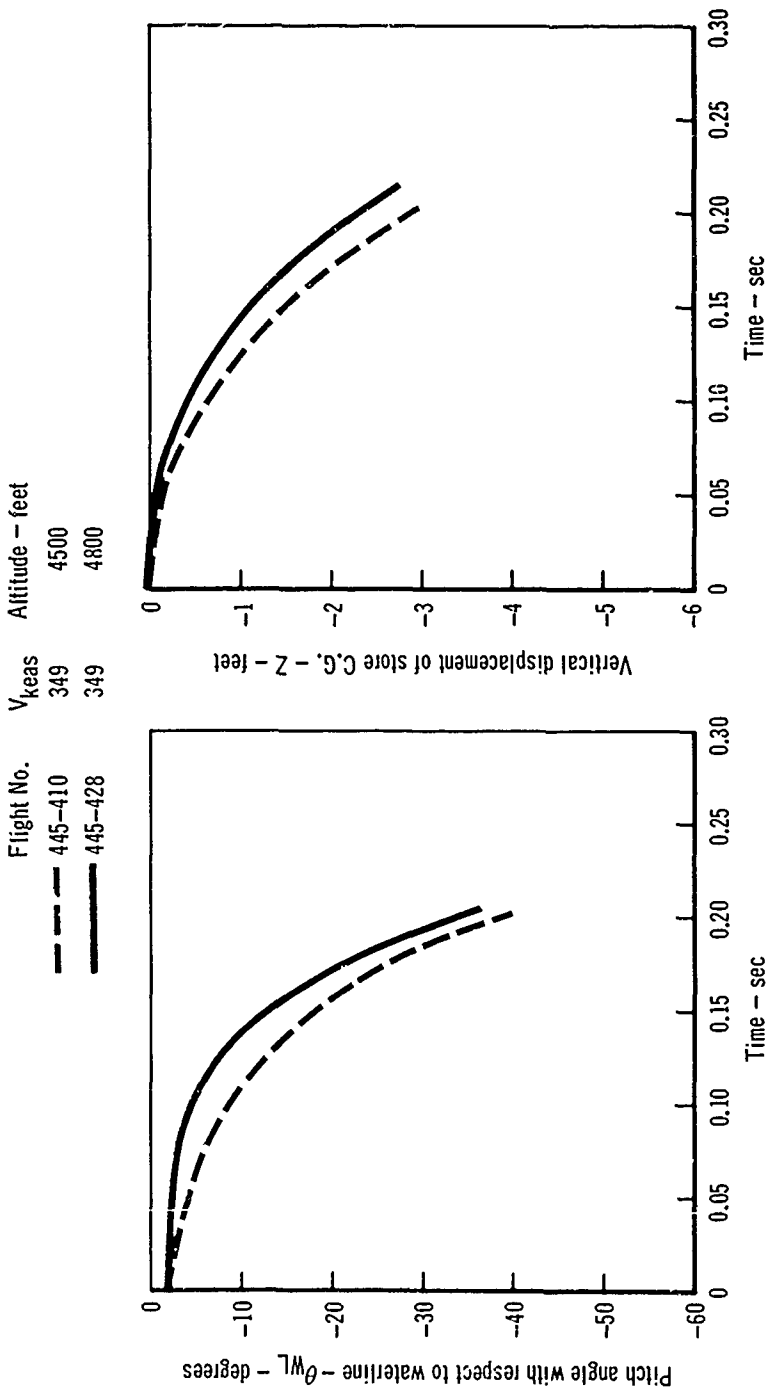 Flight No. Vkeas Altitude – feet
445–410 349 4500
445–428 349 4800
Pitch angle with respect to waterline – θWL – degrees
0
–10
–20
–30
–40
–50
–60
0 0.05 0.10 0.15 0.20 0.25 0.30
Time – sec
Vertical displacement of store C.G. – Z – feet
0
–1
–2
–3
–4
–5
–6
0 0.05 0.10 0.15 0.20 0.25 0.30
Time – sec